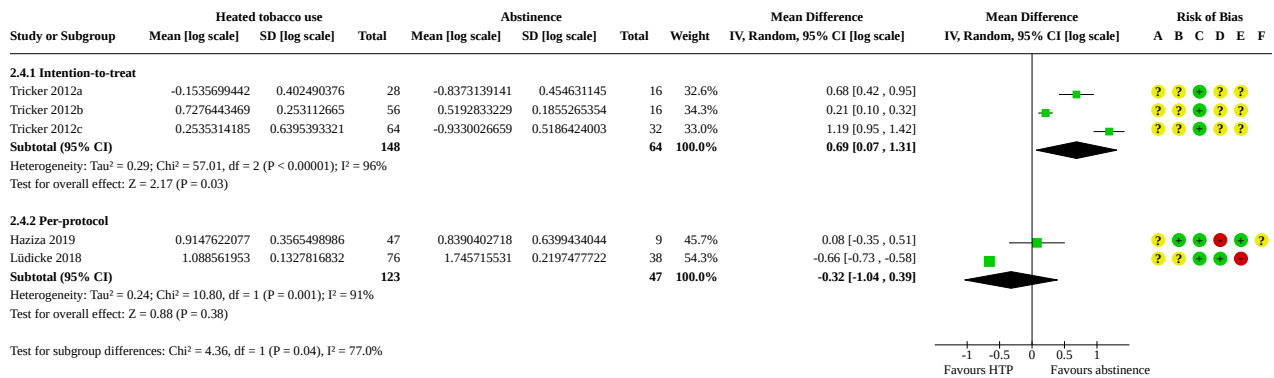 Heated tobacco use Abstinence Mean Difference Mean Difference Risk of Bias
Study or Subgroup Mean [log scale] SD [log scale] Total Mean [log scale] SD [log scale] Total Weight IV, Random, 95% CI [log scale] IV, Random, 95% CI [log scale] A B C D E F
2.4.1 Intention-to-treat
Tricker 2012a -0.1535699442 0.402490376 28 -0.8373139141 0.454631145 16 32.6% 0.68 [0.42 , 0.95] ? ? + ? ?
Tricker 2012b 0.7276443469 0.253112665 56 0.5192833229 0.1855265354 16 34.3% 0.21 [0.10 , 0.32] ? ? + ? ?
Tricker 2012c 0.2535314185 0.6395393321 64 -0.9330026659 0.5186424003 32 33.0% 1.19 [0.95 , 1.42] ? ? + ? ?
Subtotal (95% CI) 148 64 100.0% 0.69 [0.07 , 1.31]
Heterogeneity: Tau² = 0.29; Chi² = 57.01, df = 2 (P < 0.00001); I² = 96%
Test for overall effect: Z = 2.17 (P = 0.03)
2.4.2 Per-protocol
Haziza 2019 0.9147622077 0.3565498986 47 0.8390402718 0.6399434044 9 45.7% 0.08 [-0.35 , 0.51] ? + + - + ?
Lüdicke 2018 1.088561953 0.1327816832 76 1.745715531 0.2197477722 38 54.3% -0.66 [-0.73 , -0.58] ? ? + + -
Subtotal (95% CI) 123 47 100.0% -0.32 [-1.04 , 0.39]
Heterogeneity: Tau² = 0.24; Chi² = 10.80, df = 1 (P = 0.001); I² = 91%
Test for overall effect: Z = 0.88 (P = 0.38)
Test for subgroup differences: Chi² = 4.36, df = 1 (P = 0.04), I² = 77.0%
-1 -0.5 0 0.5 1
Favours HTP Favours abstinence